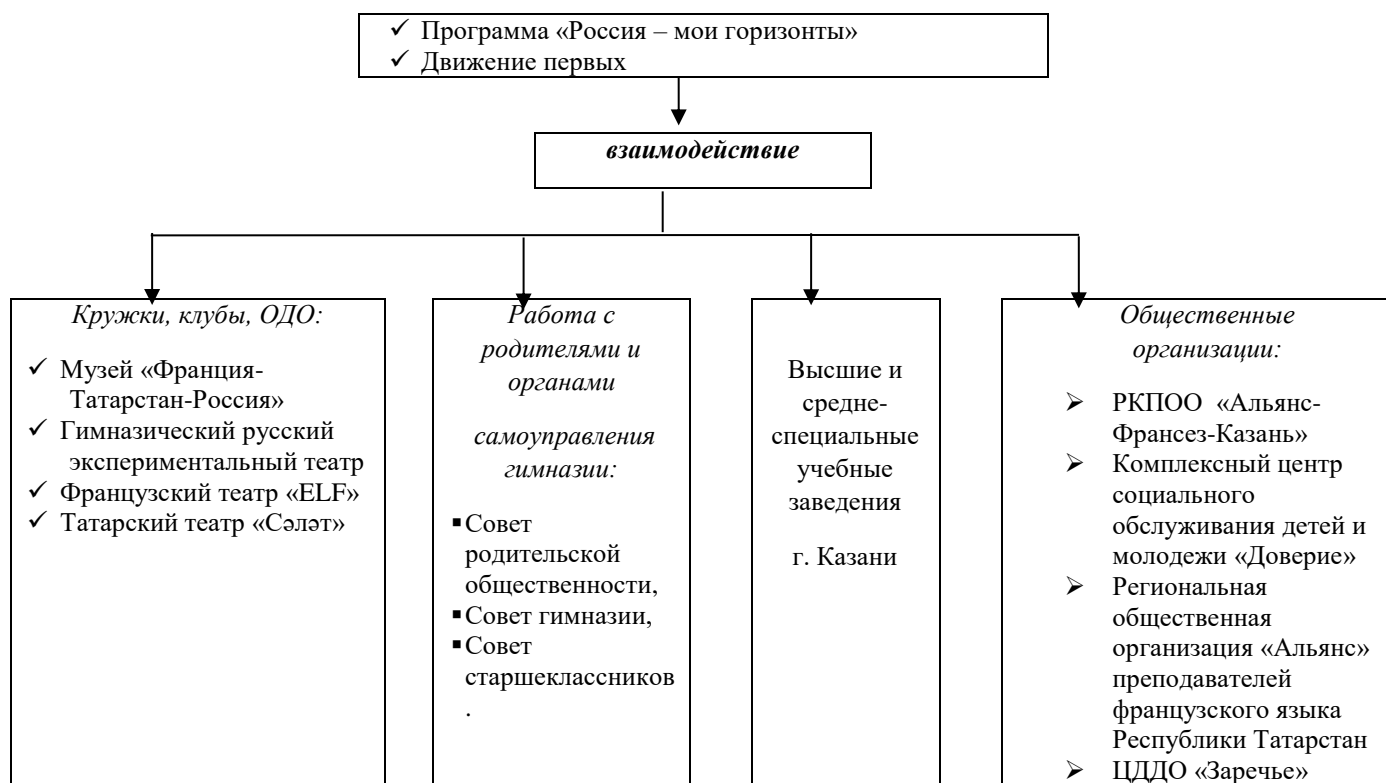 ✓ Программа «Россия – мои горизонты»
✓ Движение первых
взаимодействие
Кружки, клубы, ОДО:
✓ Музей «Франция-
Татарстан-Россия»
✓ Гимназический русский
экспериментальный театр
✓ Французский театр «ELF»
✓ Татарский театр «Сәләт»
Работа с
родителями и
органами
самоуправления
гимназии:
▪Совет
родительской
общественности,
▪Совет гимназии,
▪Совет
старшеклассников
.
Высшие и
средне-
специальные
учебные
заведения
г. Казани
Общественные
организации:
➢ РКПОО «Альянс-
Франсез-Казань»
➢ Комплексный центр
социального
обслуживания детей и
молодежи «Доверие»
➢ Региональная
общественная
организация «Альянс»
преподавателей
французского языка
Республики Татарстан
➢ ЦДДО «Заречье»